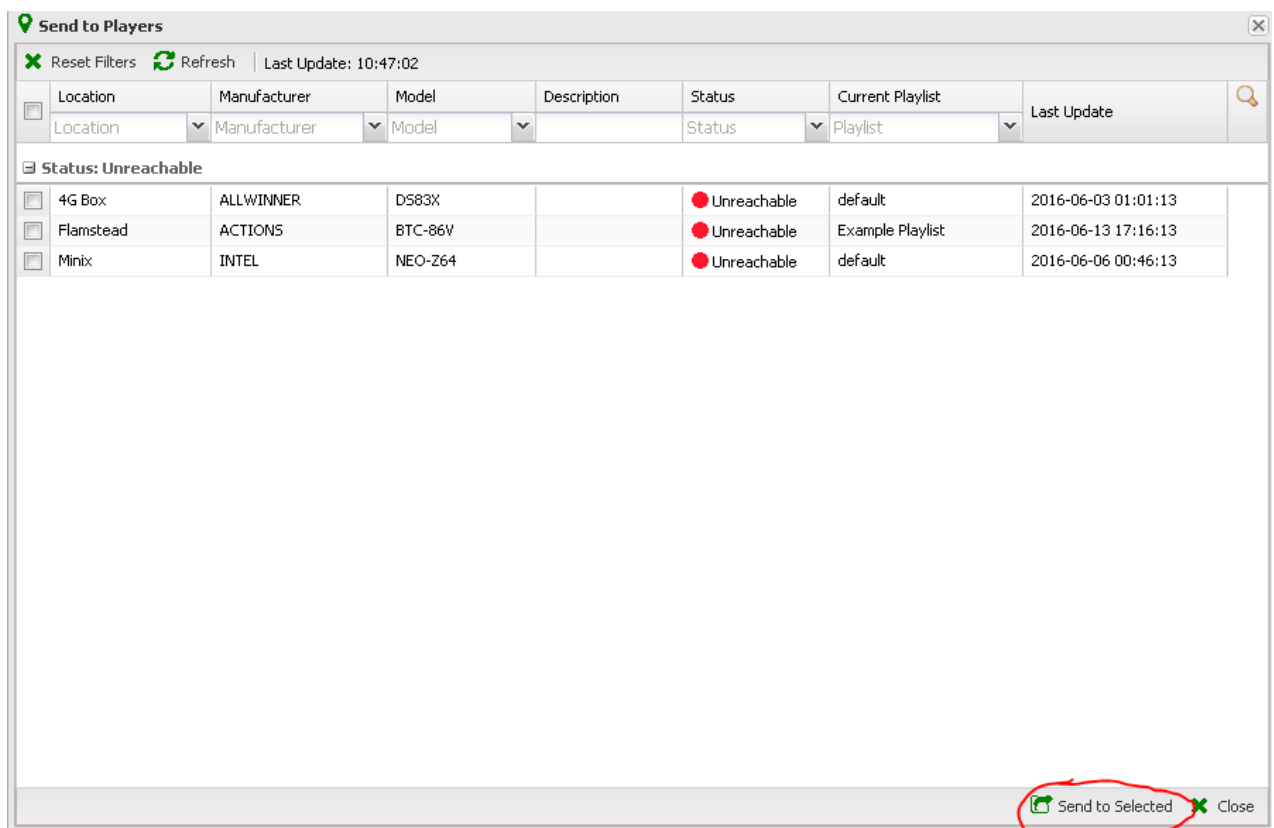 Send to Players
Reset Filters Refresh Last Update: 10:47:02
Location Manufacturer Model Description Status Current Playlist Last Update
Location Manufacturer Model Status Playlist
Status: Unreachable
4G Box ALLWINNER DS83X Unreachable default 2016-06-03 01:01:13
Flamstead ACTIONS BTC-86V Unreachable Example Playlist 2016-06-13 17:16:13
Minix INTEL NEO-Z64 Unreachable default 2016-06-06 00:46:13
Send to Selected Close